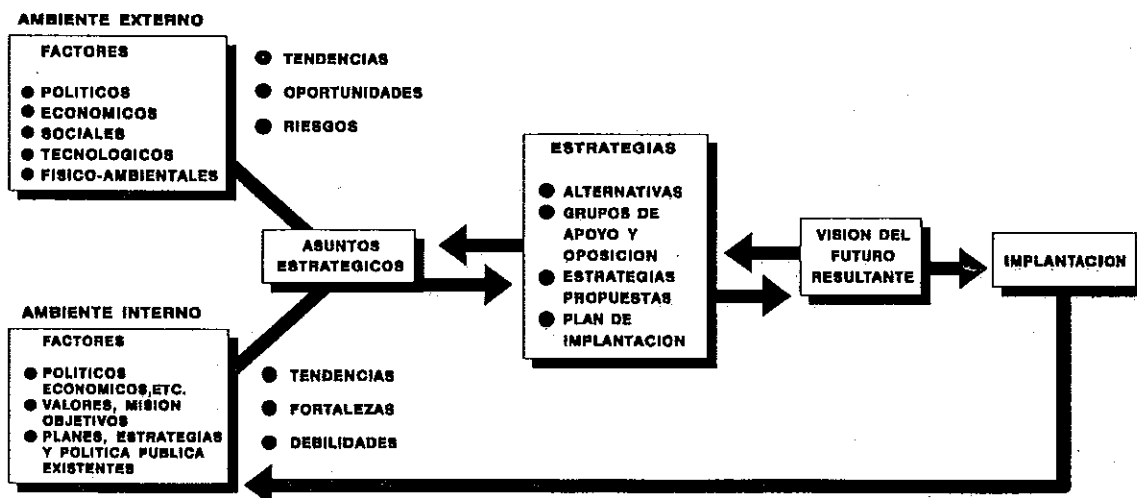 AMBIENTE EXTERNO
FACTORES
● POLITICOS
● ECONOMICOS
● SOCIALES
● TECNOLOGICOS
● FISICO-AMBIENTALES
● TENDENCIAS
● OPORTUNIDADES
● RIESGOS
ASUNTOS
ESTRATEGICOS
AMBIENTE INTERNO
FACTORES
● POLITICOS
ECONOMICOS,ETC.
● VALORES, MISION
OBJETIVOS
● PLANES, ESTRATEGIAS
Y POLITICA PUBLICA
EXISTENTES
● TENDENCIAS
● FORTALEZAS
● DEBILIDADES
ESTRATEGIAS
● ALTERNATIVAS
● GRUPOS DE
APOYO Y
OPOSICION
● ESTRATEGIAS
PROPUESTAS
● PLAN DE
IMPLANTACION
VISION DEL
FUTURO
RESULTANTE
IMPLANTACION